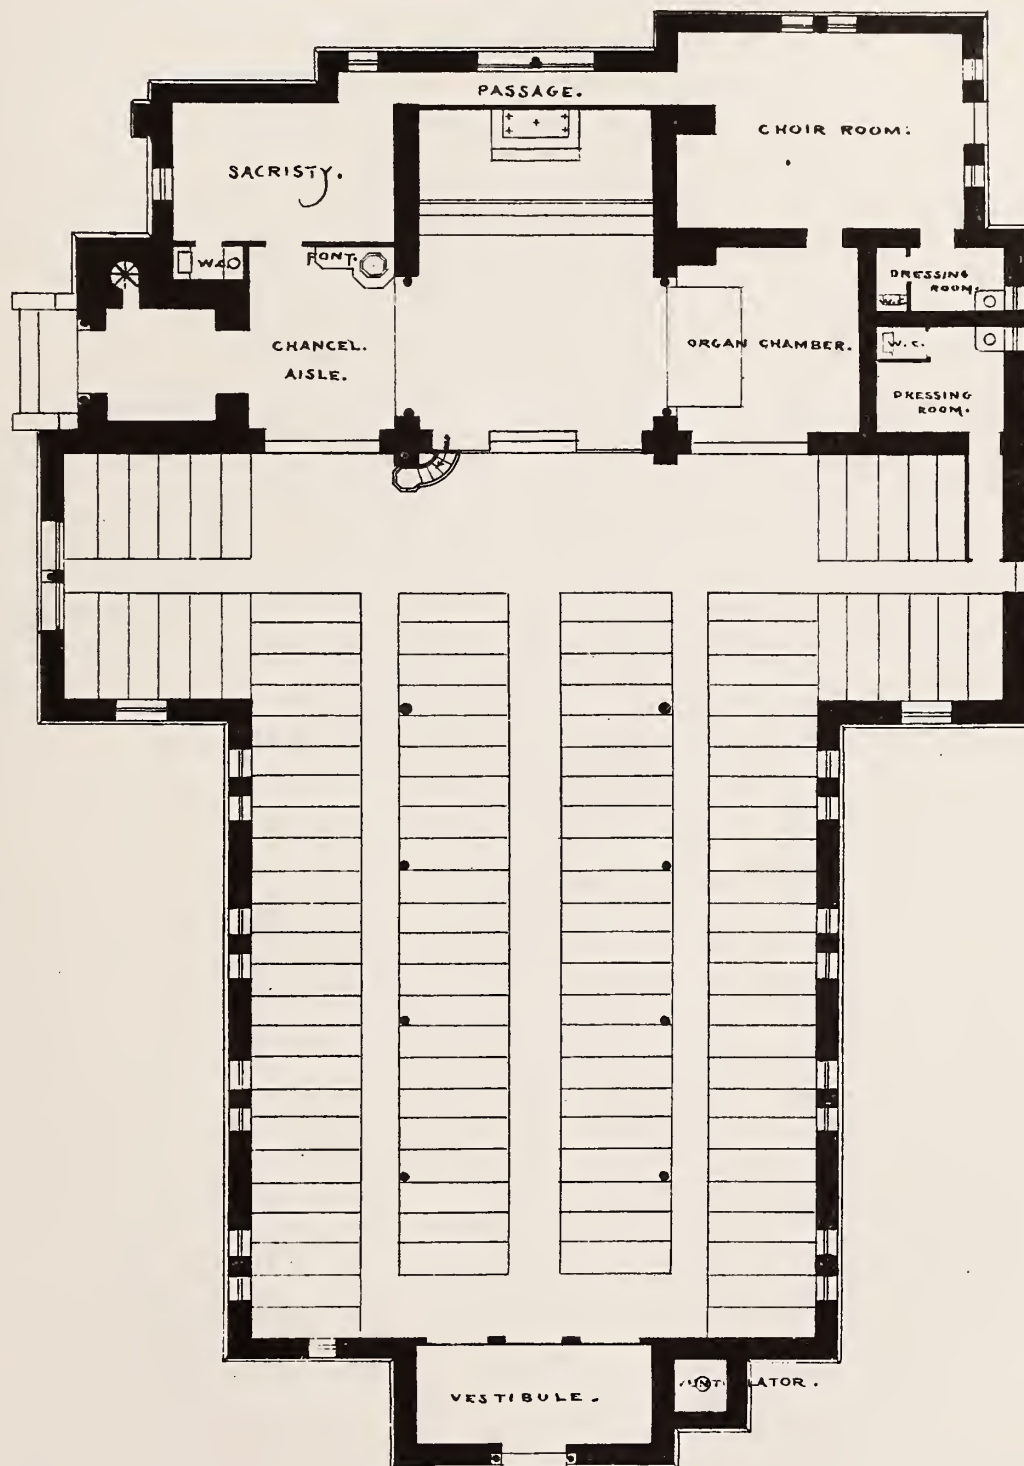 PASSAGE.
CHOIR ROOM.
SACRISTY.
W.C.
FONT.
DRESSING
ROOM.
W.C.
CHANCEL.
AISLE.
ORGAN CHAMBER.
W.C.
DRESSING
ROOM.
VESTIBULE.
VENTILATOR.